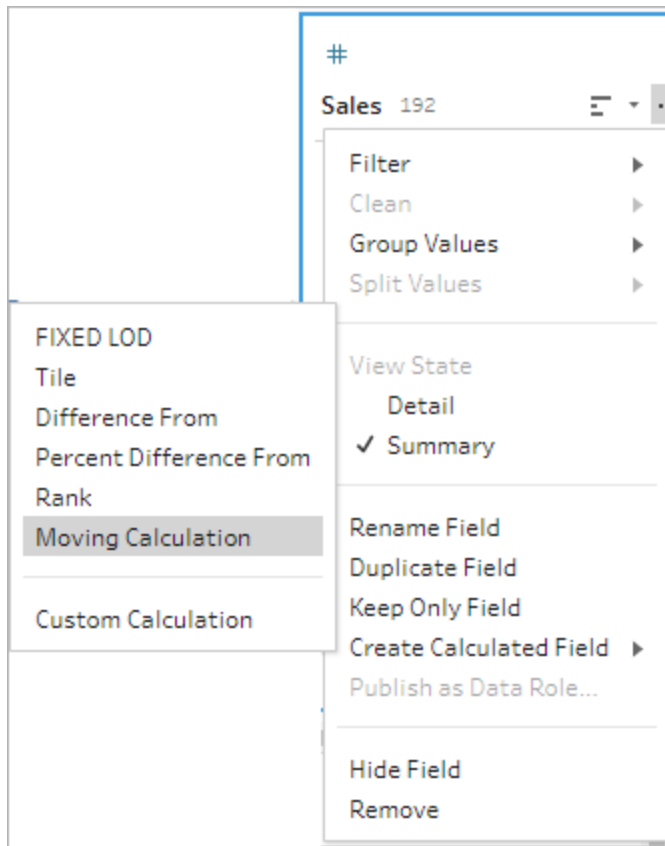 #
Sales 192
Filter
Clean
Group Values
Split Values
View State
Detail
✓ Summary
Rename Field
Duplicate Field
Keep Only Field
Create Calculated Field
Publish as Data Role...
Hide Field
Remove
FIXED LOD
Tile
Difference From
Percent Difference From
Rank
Moving Calculation
Custom Calculation